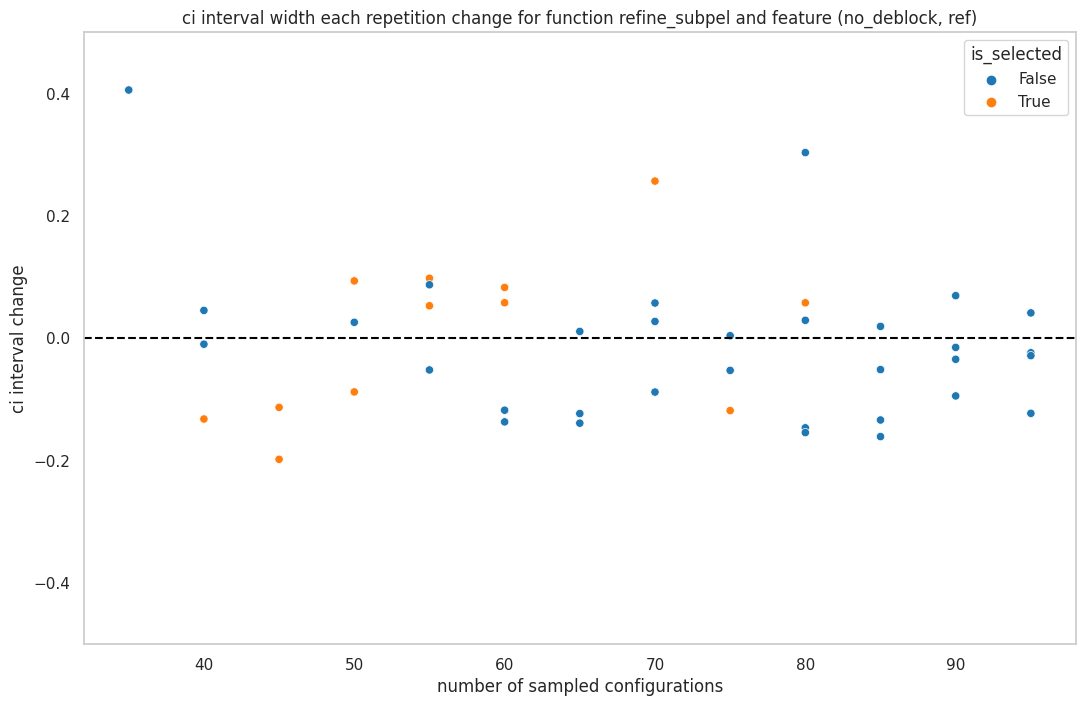 ci interval width each repetition change for function refine_subpel and feature (no_deblock, ref)
is_selected
False
True
ci interval change
0.4
0.2
0.0
−0.2
−0.4
40 50 60 70 80 90
number of sampled configurations